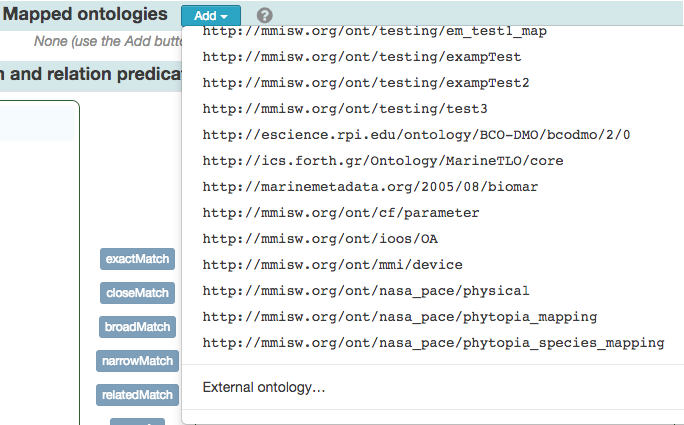 Mapped ontologies Add ?
None (use the Add butto
n and relation predica
http://mmisw.org/ont/testing/em_test1_map
http://mmisw.org/ont/testing/exampTest
http://mmisw.org/ont/testing/exampTest2
http://mmisw.org/ont/testing/test3
http://escience.rpi.edu/ontology/BCO-DMO/bcodmo/2/0
http://ics.forth.gr/Ontology/MarineTLO/core
http://marinemetadata.org/2005/08/biomar
http://mmisw.org/ont/cf/parameter
http://mmisw.org/ont/ioos/OA
http://mmisw.org/ont/mmi/device
http://mmisw.org/ont/nasa_pace/physical
http://mmisw.org/ont/nasa_pace/phytopia_mapping
http://mmisw.org/ont/nasa_pace/phytopia_species_mapping
External ontology…
exactMatch
closeMatch
broadMatch
narrowMatch
relatedMatch